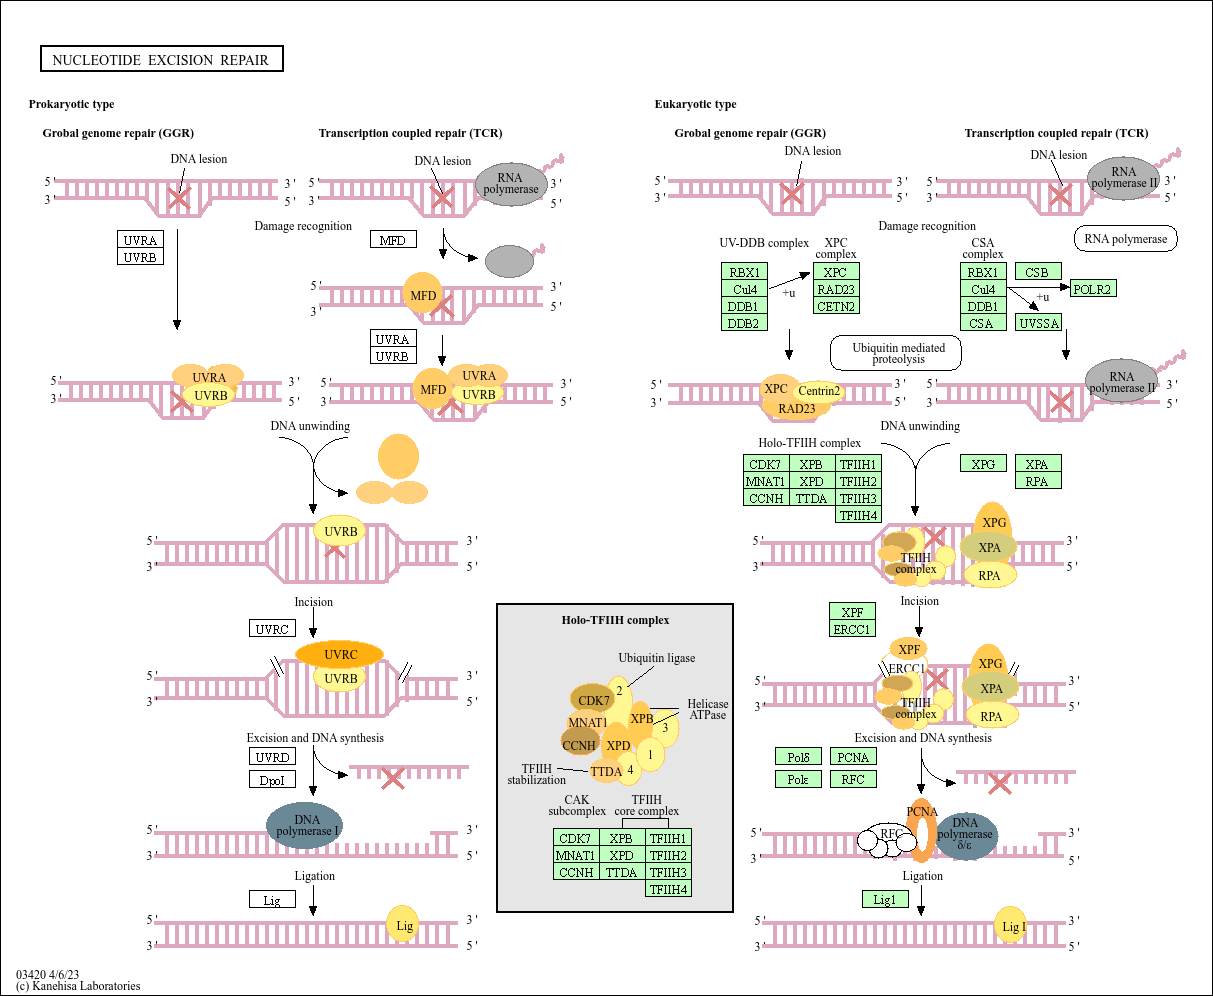 NUCLEOTIDE EXCISION REPAIR
Prokaryotic type
Grobal genome repair (GGR)
Transcription coupled repair (TCR)
DNA lesion
DNA lesion
RNA
polymerase
5'
3'
3'
5'
3'
3'
5'
Damage recognition
UVRA
UVRB
MFD
5'
3'
MFD
3'
5'
UVRA
UVRB
5'
3'
UVRA
UVRB
3'
5'
5'
3'
MFD
UVRA
UVRB
3'
5'
DNA unwinding
5'
3'
UVRB
3'
5'
Incision
UVRC
UVRC
UVRB
5'
3'
3'
5'
Excision and DNA synthesis
UVRD
DpoI
DNA
polymerase I
5'
3'
3'
5'
Ligation
Lig
5'
3'
Lig
3'
5'
Eukaryotic type
Grobal genome repair (GGR)
Transcription coupled repair (TCR)
DNA lesion
DNA lesion
RNA
polymerase II
5'
3'
3'
5'
5'
3'
3'
5'
Damage recognition
RNA polymerase
UV-DDB complex
XPC
complex
CSA
complex
RBX1
Cul4
DDB1
DDB2
+u
XPC
RAD23
CETN2
RBX1
Cul4
DDB1
CSA
CSB
+u
UVSSA
POLR2
Ubiquitin mediated
proteolysis
5'
3'
XPC
Centrin2
RAD23
3'
5'
5'
3'
RNA
polymerase II
3'
5'
DNA unwinding
Holo-TFIIH complex
CDK7
XPB
TFIIH1
MNAT1
XPD
TFIIH2
CCNH
TTDA
TFIIH3
TFIIH4
XPG
XPA
RPA
5'
3'
TFIIH
complex
XPG
XPA
RPA
3'
5'
Incision
XPF
ERCC1
XPF
ERCC1
TFIIH
complex
XPG
XPA
RPA
5'
3'
3'
5'
Excision and DNA synthesis
Polδ
PCNA
Polε
RFC
PCNA
RFC
DNA
polymerase
δ/ε
5'
3'
3'
5'
Ligation
Lig1
5'
3'
Lig I
3'
5'
Holo-TFIIH complex
Ubiquitin ligase
CDK7
2
MNAT1
XPB
Helicase
ATPase
3
CCNH
XPD
1
TTDA
4
TFIIH
stabilization
CAK
subcomplex
TFIIH
core complex
CDK7
XPB
TFIIH1
MNAT1
XPD
TFIIH2
CCNH
TTDA
TFIIH3
TFIIH4
03420 4/6/23
(c) Kanehisa Laboratories